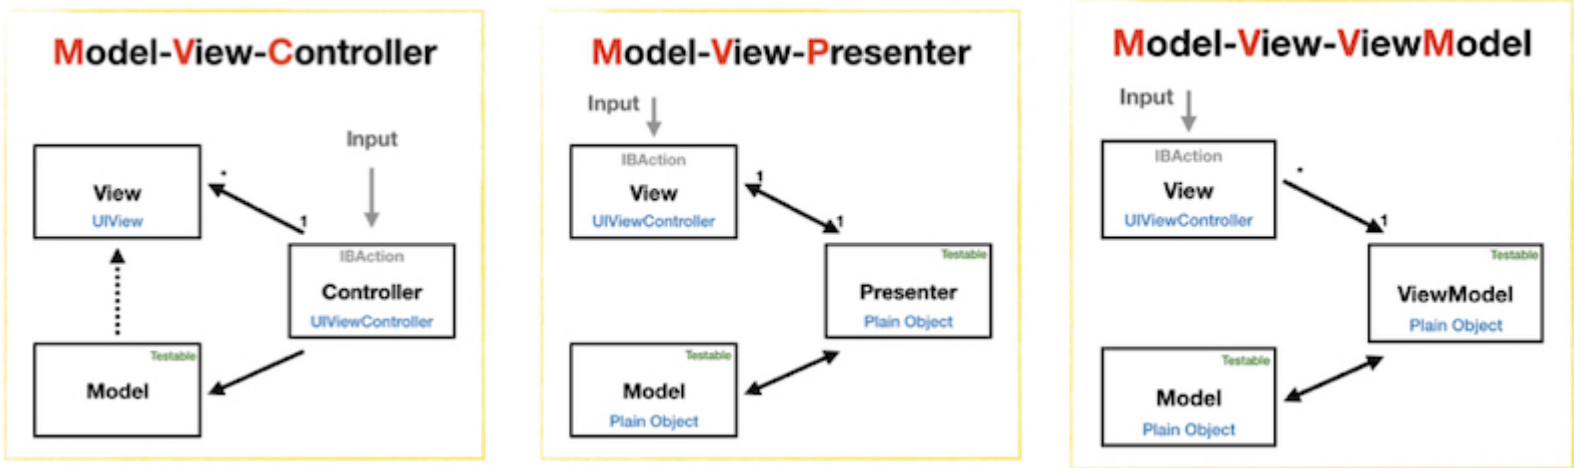 Model-View-Controller
Input
View
UIView
*
1
IBAction
Controller
UIViewController
Testable
Model
Model-View-Presenter
Input
IBAction
View
UIViewController
1
1
Testable
Presenter
Plain Object
Testable
Model
Plain Object
Model-View-ViewModel
Input
IBAction
View
UIViewController
*
1
Testable
ViewModel
Plain Object
Testable
Model
Plain Object